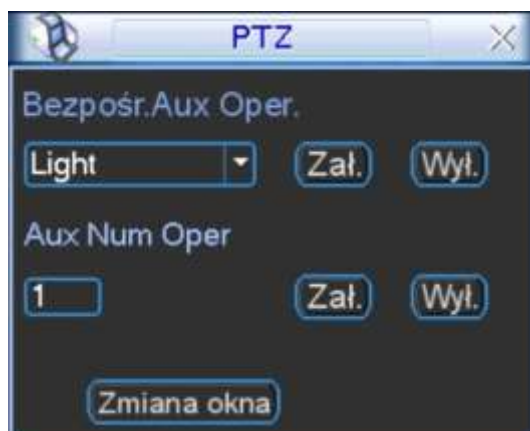 PTZ
Bezpośr.Aux Oper.
Light Zał. Wył.
Aux Num Oper
1 Zał. Wył.
Zmiana okna